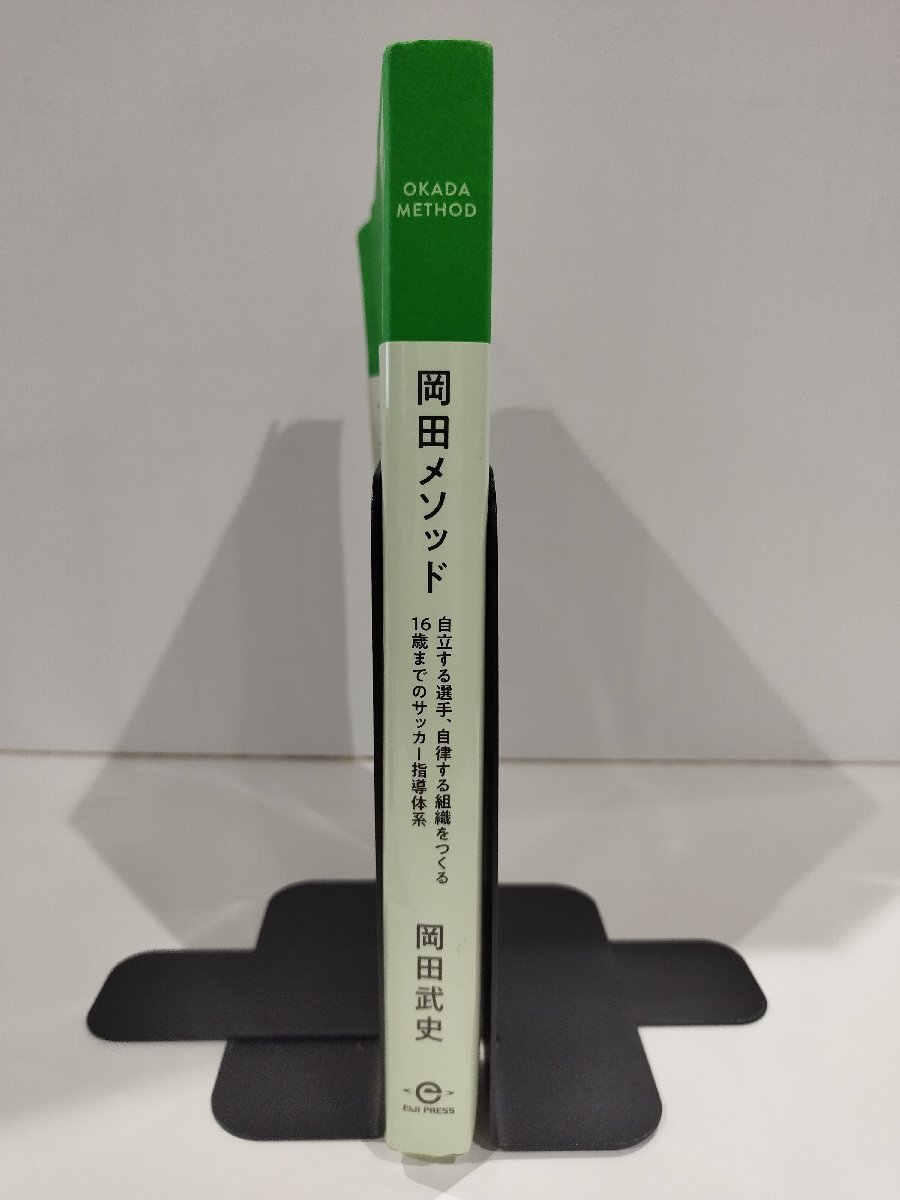 OKADA
METHOD
岡田メソッド
自立する選手、自律する組織をつくる
16歳までのサッカー指導体系
岡田武史
e
EIJI PRESS